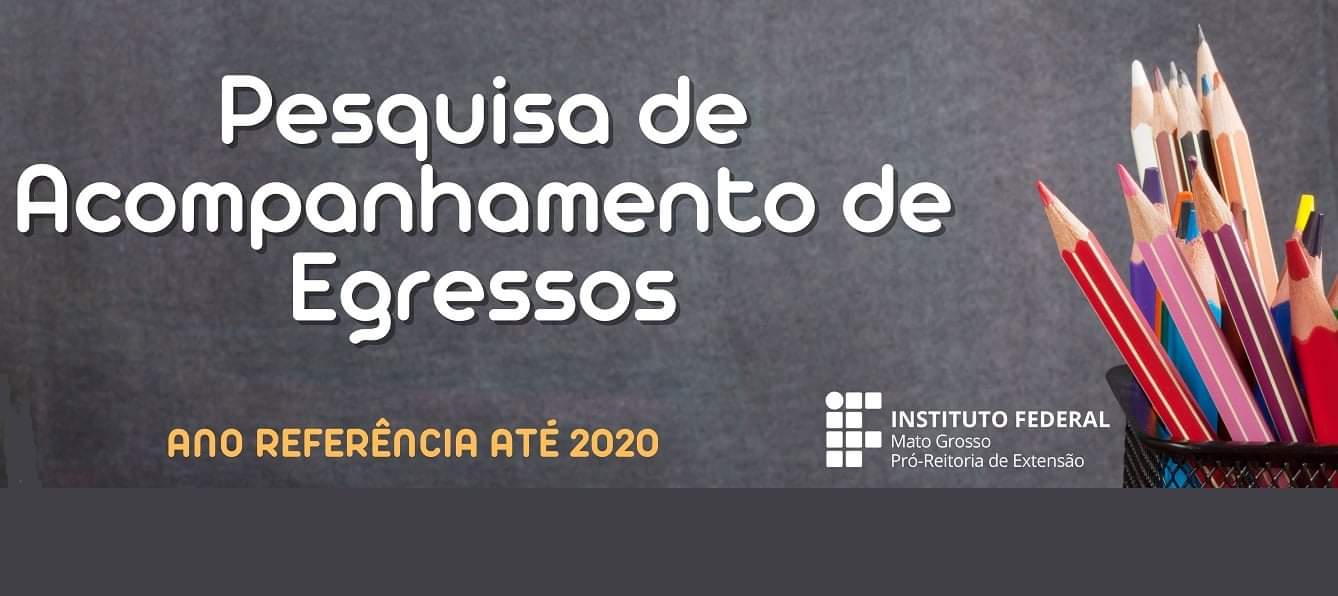 Pesquisa de
Acompanhamento de
Egressos
ANO REFERÊNCIA ATÉ 2020
INSTITUTO FEDERAL
Mato Grosso
Pró-Reitoria de Extensão